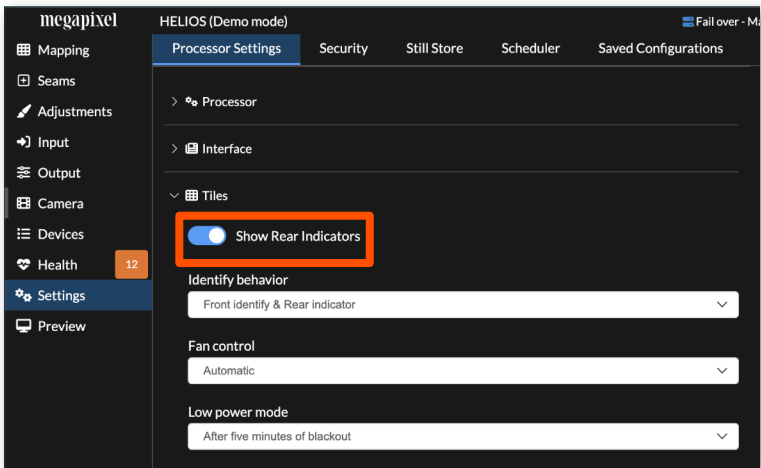 megapixel
HELIOS (Demo mode)
Fail over - Ma
Mapping
Seams
Adjustments
Input
Output
Camera
Devices
Health
12
Settings
Preview
Processor Settings
Security
Still Store
Scheduler
Saved Configurations
Processor
Interface
Tiles
Show Rear Indicators
Identify behavior
Front identify & Rear indicator
Fan control
Automatic
Low power mode
After five minutes of blackout